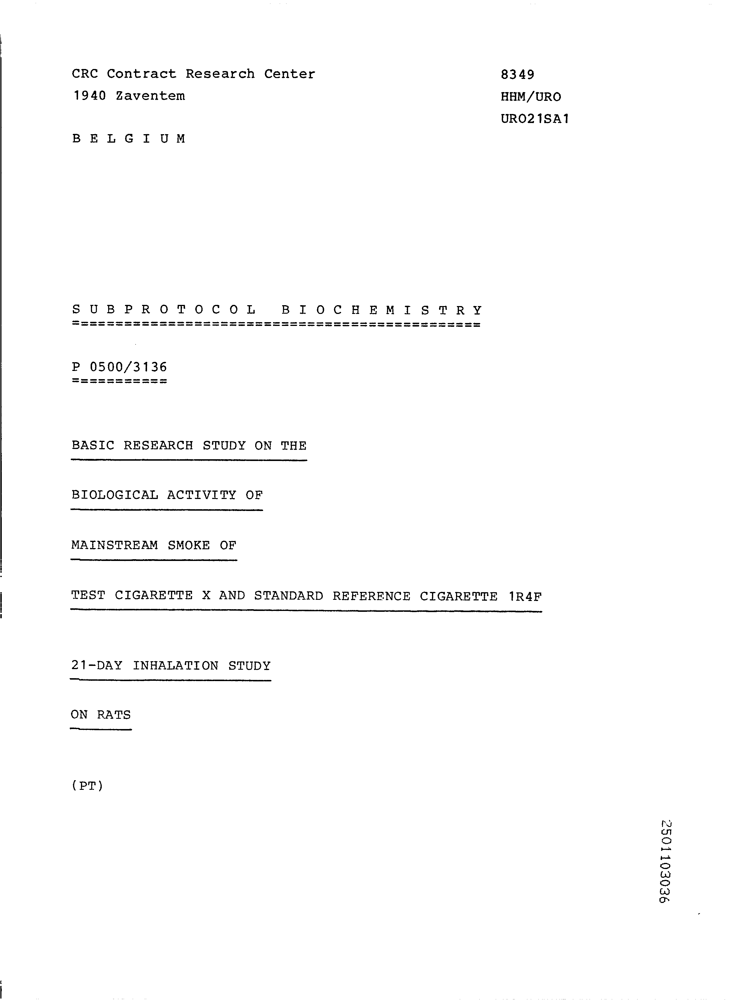 CRC Contract Research Center 8349
1940 Zaventem HHM/URO
URO21SA1
B E L G I U M
S U B P R O T O C O L   B I O C H E M I S T R Y
===============================================
P 0500/3136
===========
BASIC RESEARCH STUDY ON THE
BIOLOGICAL ACTIVITY OF
MAINSTREAM SMOKE OF
TEST CIGARETTE X AND STANDARD REFERENCE CIGARETTE 1R4F
21-DAY INHALATION STUDY
ON RATS
(PT)
2501103036